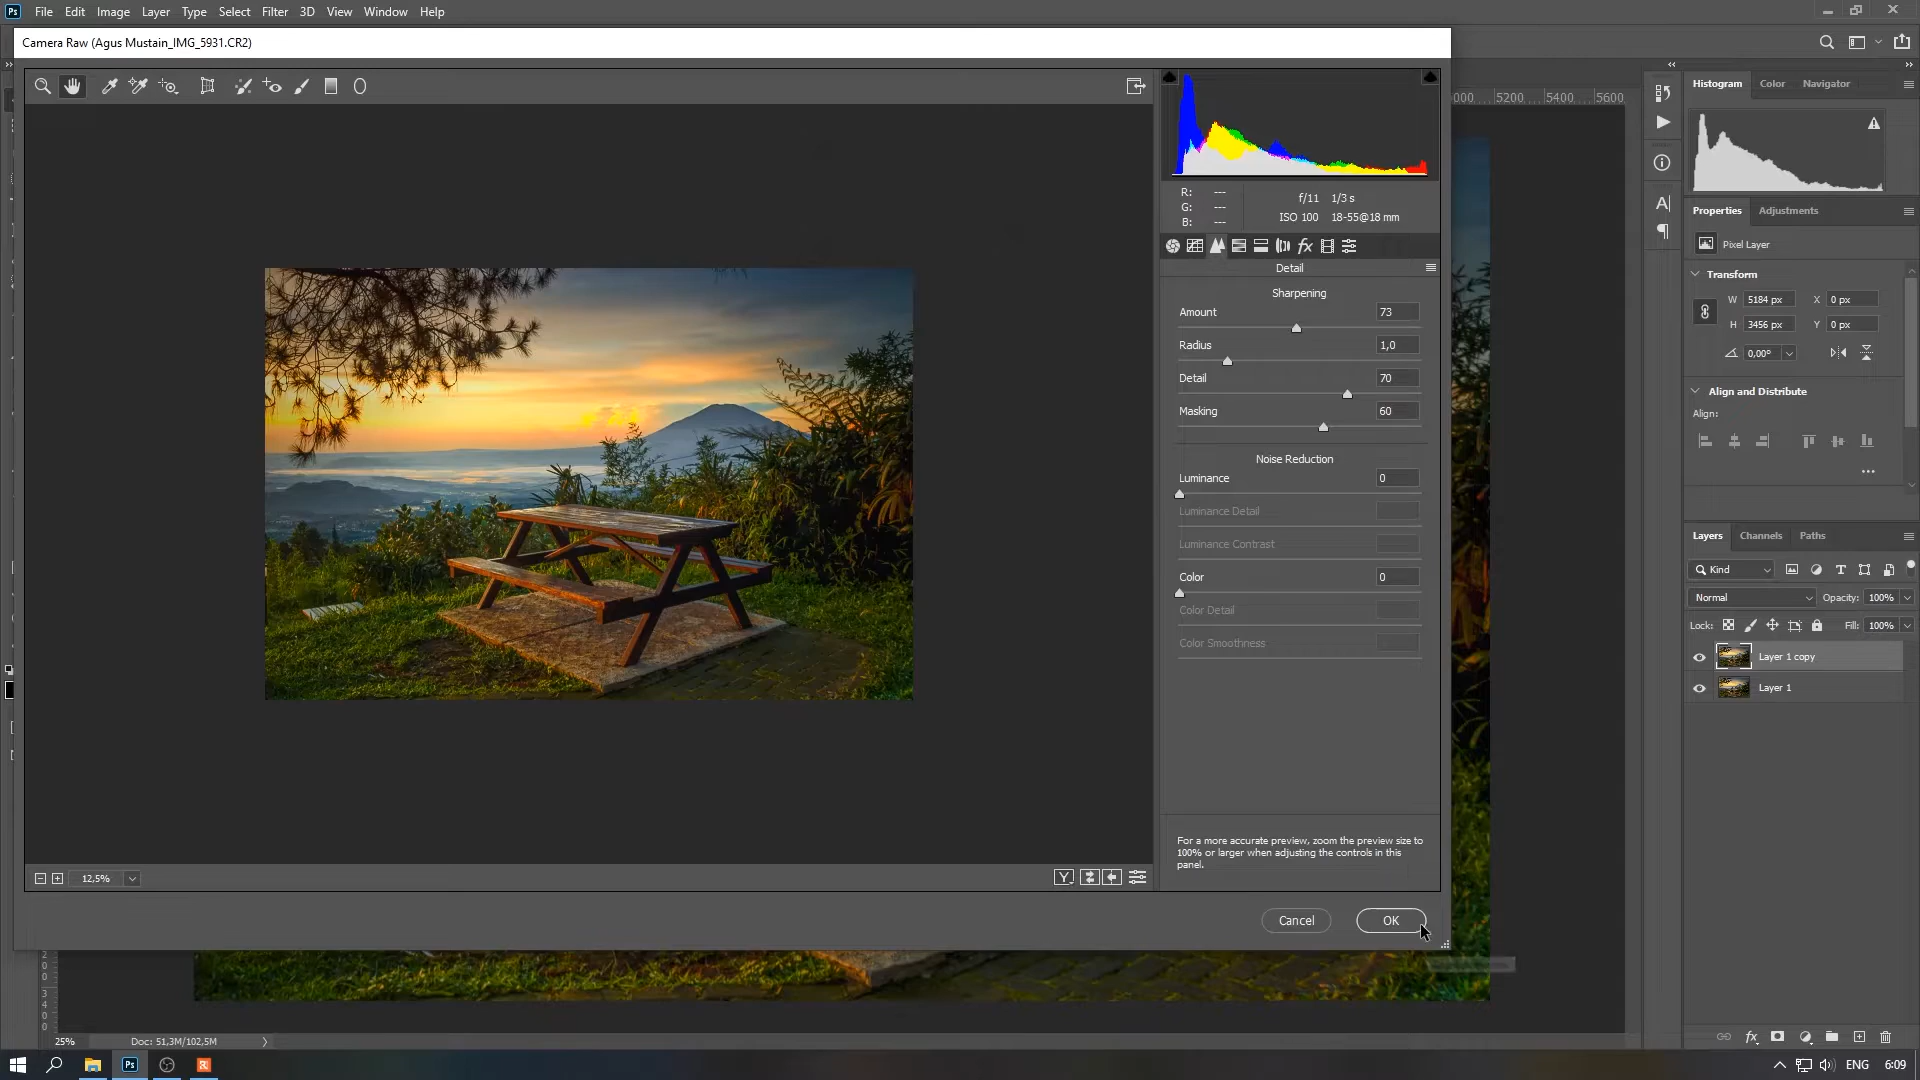 Ps File Edit Image Layer Type Select Filter 3D View Window Help
Camera Raw (Agus Mustain_IMG_5931.CR2)
000 5200 5400 5600
Histogram Color Navigator
R: ---
G: ---
B: ---
f/11 1/3 s
ISO 100 18-55@18 mm
fx
Detail
Sharpening
Amount 73
Radius 1,0
Detail 70
Masking 60
Noise Reduction
Luminance 0
Luminance Detail
Luminance Contrast
Color 0
Color Detail
Color Smoothness
For a more accurate preview, zoom the preview size to
100% or larger when adjusting the controls in this
panel.
12,5%
Y
Cancel OK
Properties Adjustments
Pixel Layer
Transform
W 5184 px X 0 px
H 3456 px Y 0 px
0,00°
Align and Distribute
Align:
Layers Channels Paths
Kind
Normal Opacity: 100%
Lock: Fill: 100%
Layer 1 copy
Layer 1
fx
25% Doc: 51,3M/102,5M
Ps
ENG 6:09